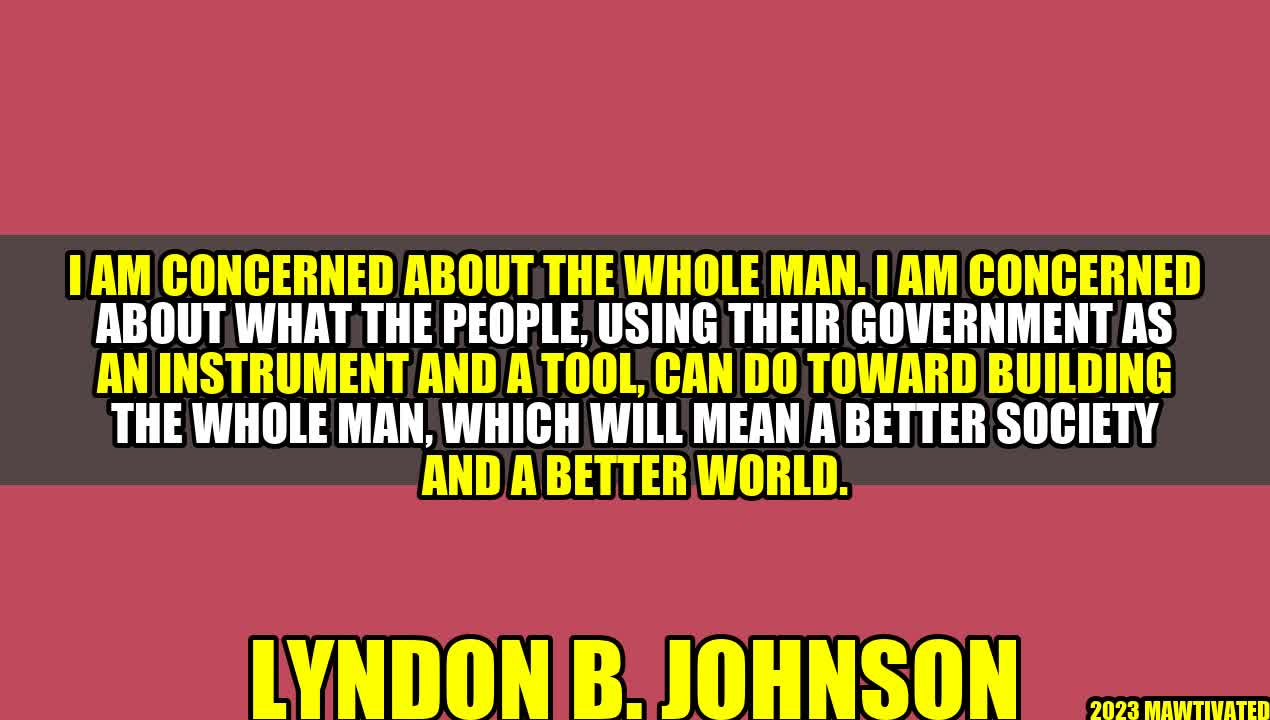 I AM CONCERNED ABOUT THE WHOLE MAN. I AM CONCERNED
ABOUT WHAT THE PEOPLE, USING THEIR GOVERNMENT AS
AN INSTRUMENT AND A TOOL, CAN DO TOWARD BUILDING
THE WHOLE MAN, WHICH WILL MEAN A BETTER SOCIETY
AND A BETTER WORLD.
LYNDON B. JOHNSON
2023 MAWTIVATED